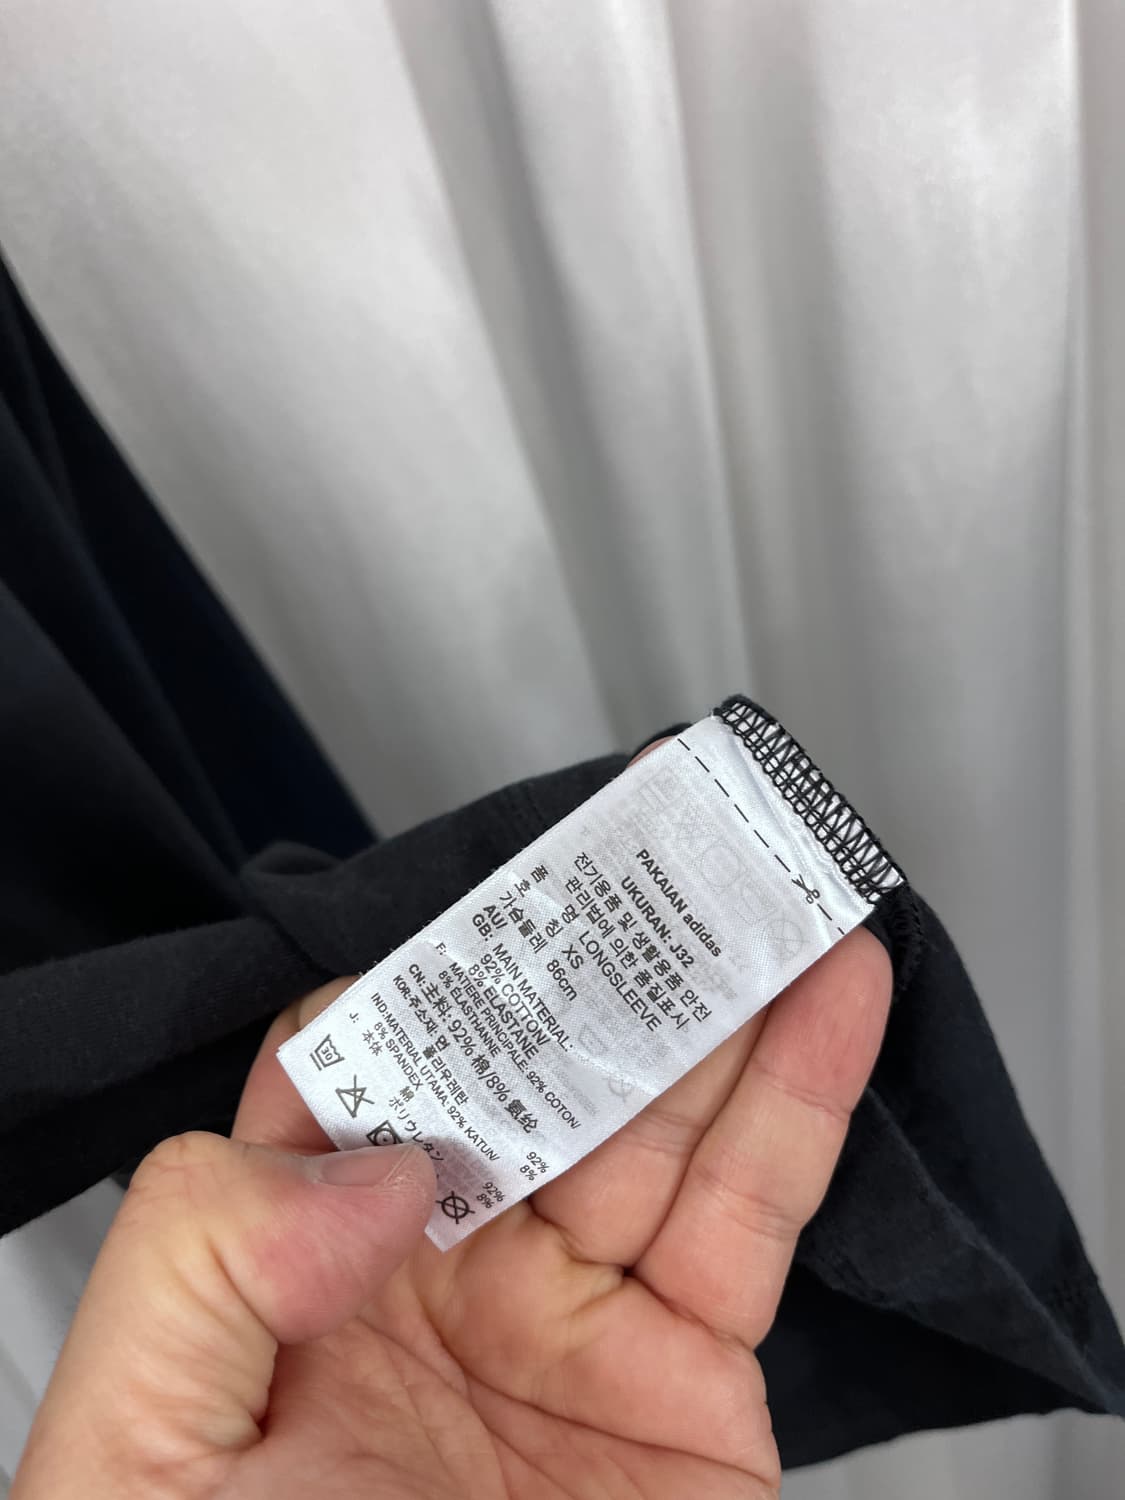 PAKAIAN adidas
UKURAN: J32
전기용품 및 생활용품 안전
관리법에 의한 품질표시
품 명 LONGSLEEVE
호 칭 XS
가슴둘레 86cm
AU/
GB: MAIN MATERIAL:
92% COTTON/
8% ELASTANE
F: MATIÈRE PRINCIPALE: 92% COTON/
8% ELASTHANNE
CN: 主料: 92% 棉/8% 氨纶
KOR: 주소재: 면 92%
폴리우레탄 8%
IND: MATERIAL UTAMA: 92% KATUN/
8% SPANDEX
J: 本体 綿 92%
ポリウレタン 8%
30